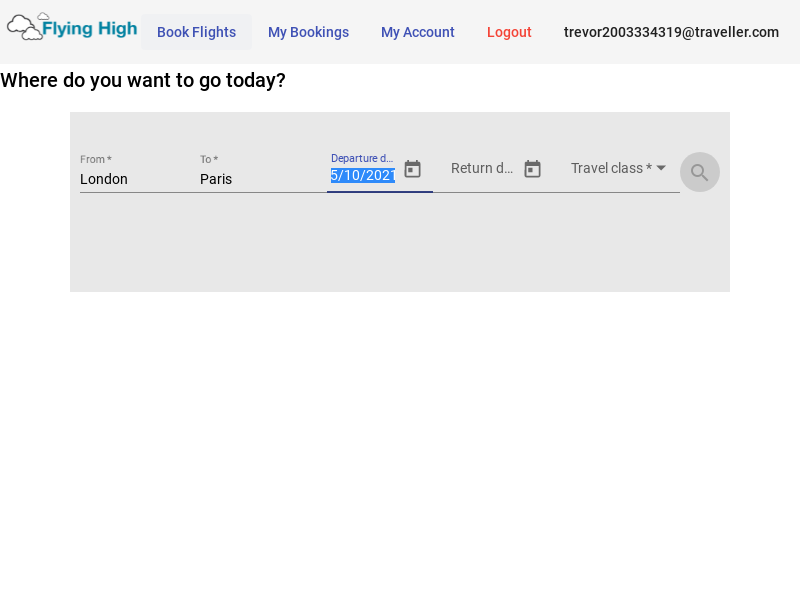 Flying High
Book Flights
My Bookings
My Account
Logout
trevor2003334319@traveller.com
Where do you want to go today?
From *
London
To *
Paris
Departure d...
5/10/2021
Return d...
Travel class *